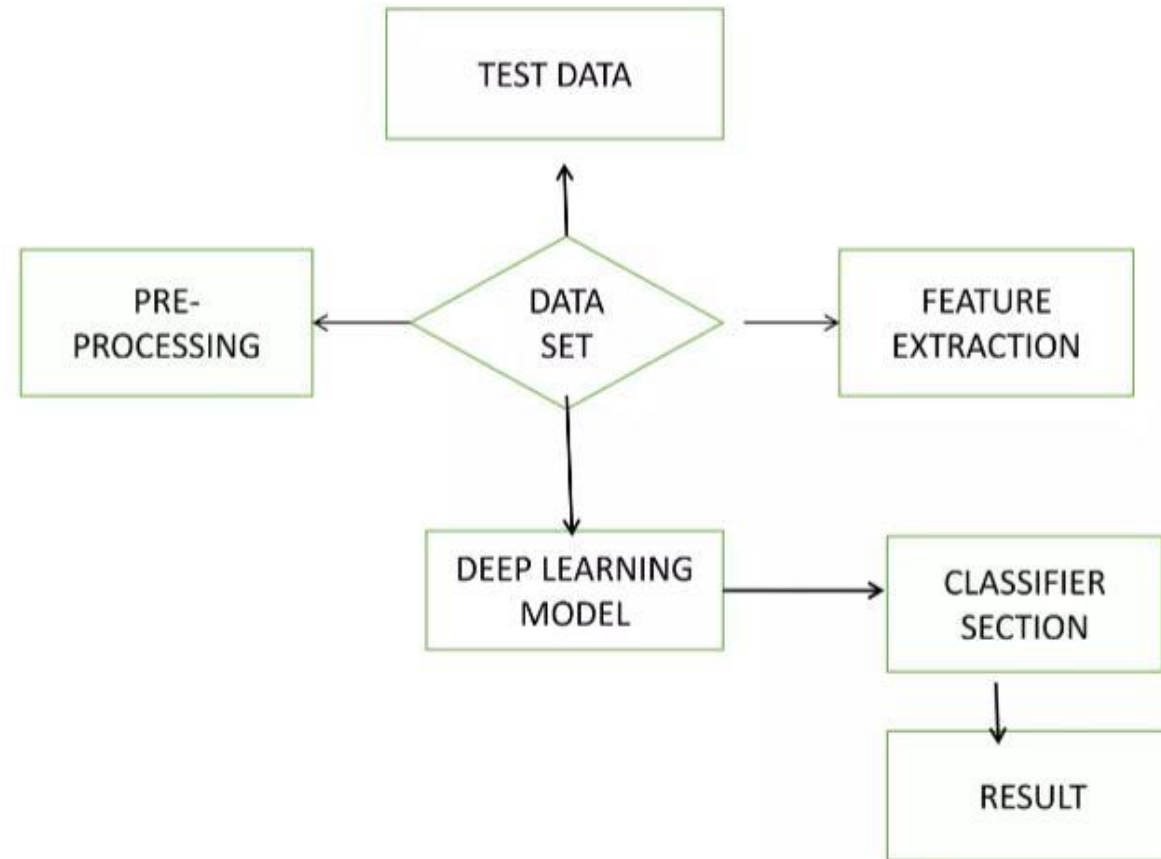 TEST DATA
PRE-
PROCESSING
DATA
SET
FEATURE
EXTRACTION
DEEP LEARNING
MODEL
CLASSIFIER
SECTION
RESULT